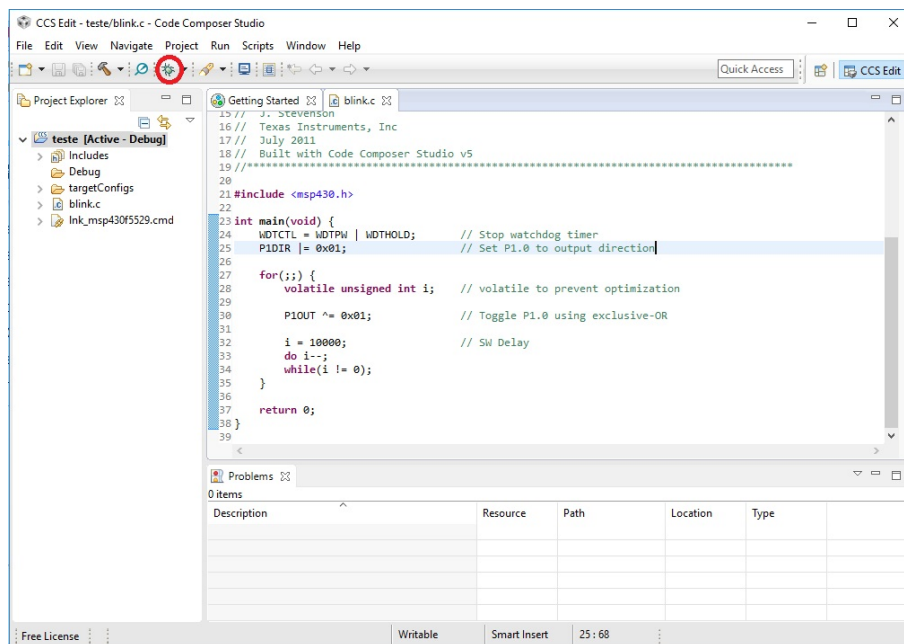 CCS Edit - teste/blink.c - Code Composer Studio
File Edit View Navigate Project Run Scripts Window Help
Quick Access
CCS Edit
Project Explorer
teste [Active - Debug]
Includes
Debug
targetConfigs
blink.c
lnk_msp430f5529.cmd
Getting Started
blink.c
15 // J. Stevenson
16 // Texas Instruments, Inc
17 // July 2011
18 // Built with Code Composer Studio v5
19 //***********************************************************************************
20
21 #include <msp430.h>
22
23 int main(void) {
24 WDTCTL = WDTPW | WDTHOLD; // Stop watchdog timer
25 P1DIR |= 0x01; // Set P1.0 to output direction
26
27 for(;;) {
28 volatile unsigned int i; // volatile to prevent optimization
29
30 P1OUT ^= 0x01; // Toggle P1.0 using exclusive-OR
31
32 i = 10000; // SW Delay
33 do i--;
34 while(i != 0);
35 }
36
37 return 0;
38 }
39
Problems
0 items
Description Resource Path Location Type
Free License Writable Smart Insert 25 : 68